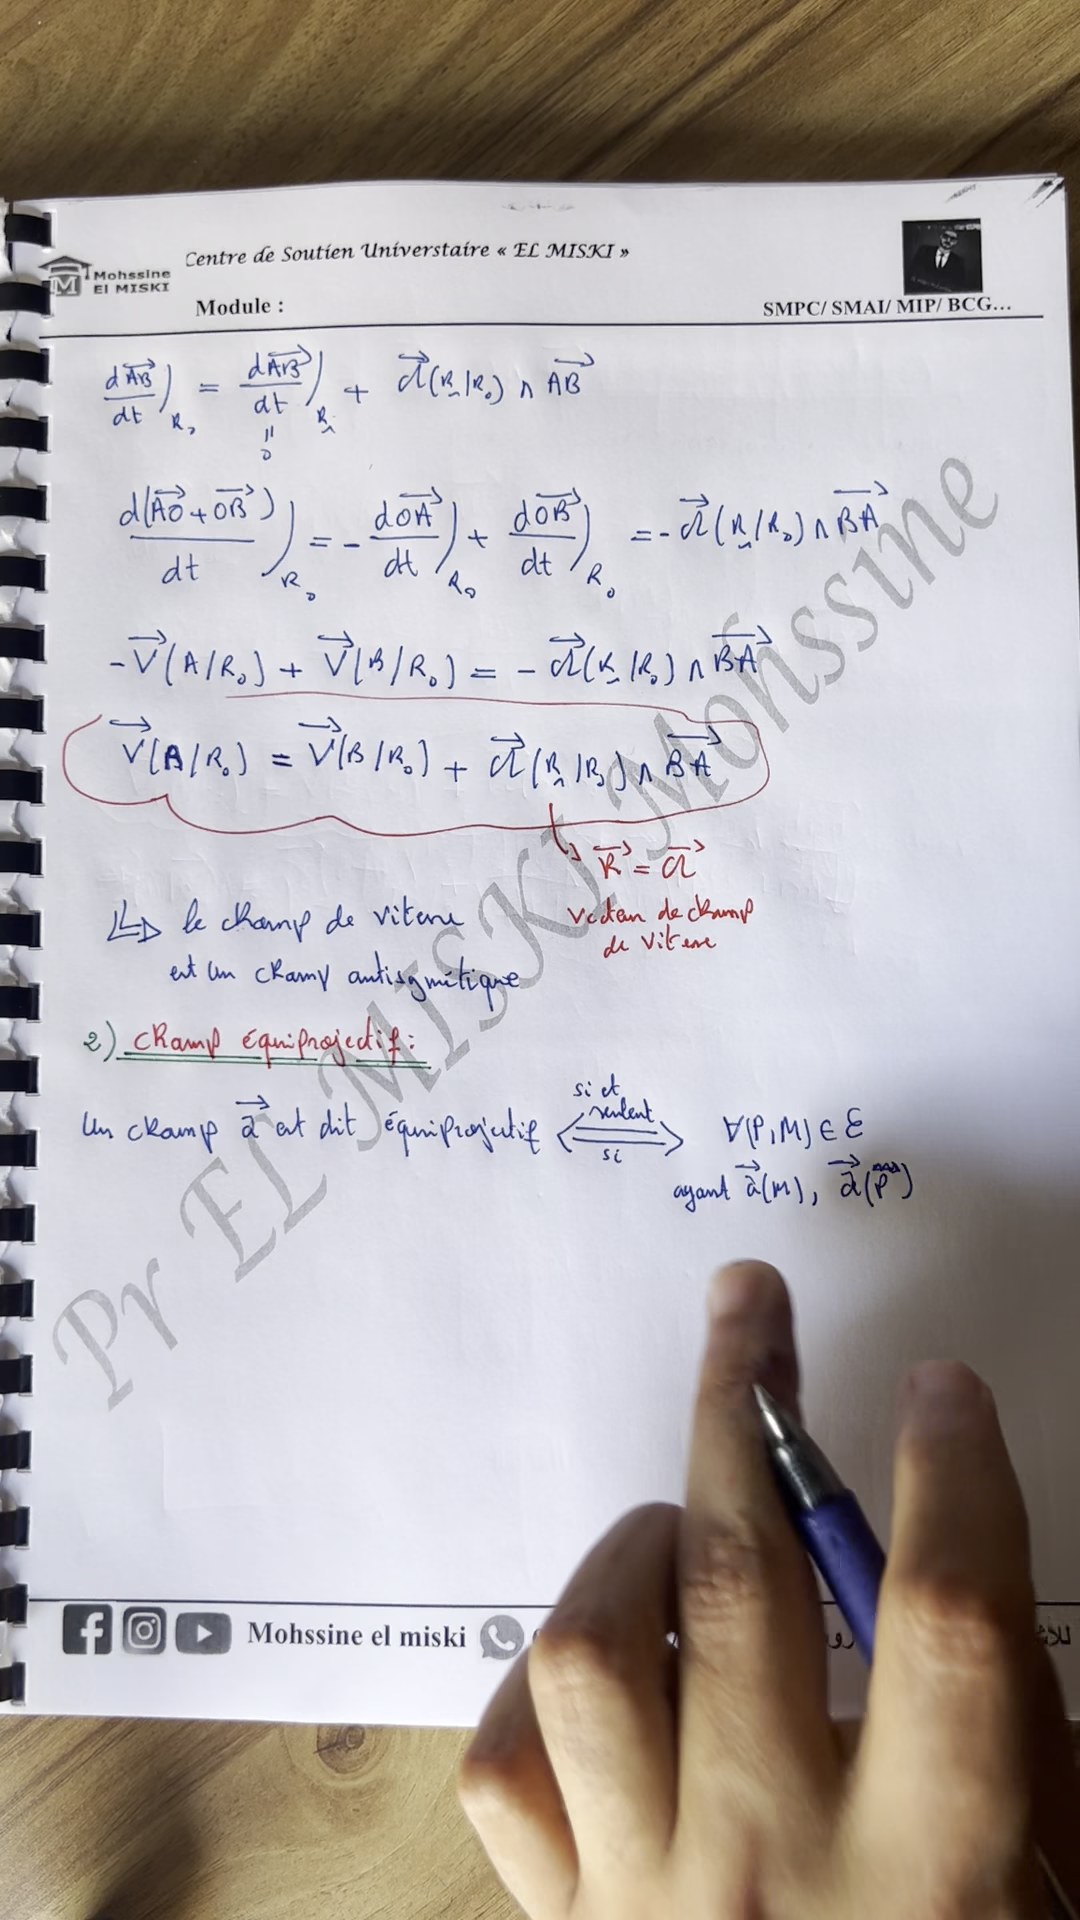 Centre de Soutien Universtaire « EL MISKI »
Mohssine
El MISKI
Module :
SMPC/ SMAI/ MIP/ BCG...
dAB/dt)R₀ = dAB/dt)R₁ + Ω(R₁/R₀) ∧ AB
=
0
d(AO + OB)/dt)R₀ = - dOA/dt)R₀ + dOB/dt)R₀ = - Ω(R₁/R₀) ∧ BA
- V(A/R₀) + V(B/R₀) = - Ω(R₁/R₀) ∧ BA
V(A/R₀) = V(B/R₀) + Ω(R₁/R₀) ∧ BA
R = Ω
le champ de vitesse
vecteur de champ
de vitesse
est un champ antisymétrique
2) champ équiprojectif :
si et
seulent
Un champ a est dit équiprojectif ⟺ ∀(P,M) ∈ E
si
ayant a(M), a(P)
Pr EL MISKI Mohssine
Mohssine el miski